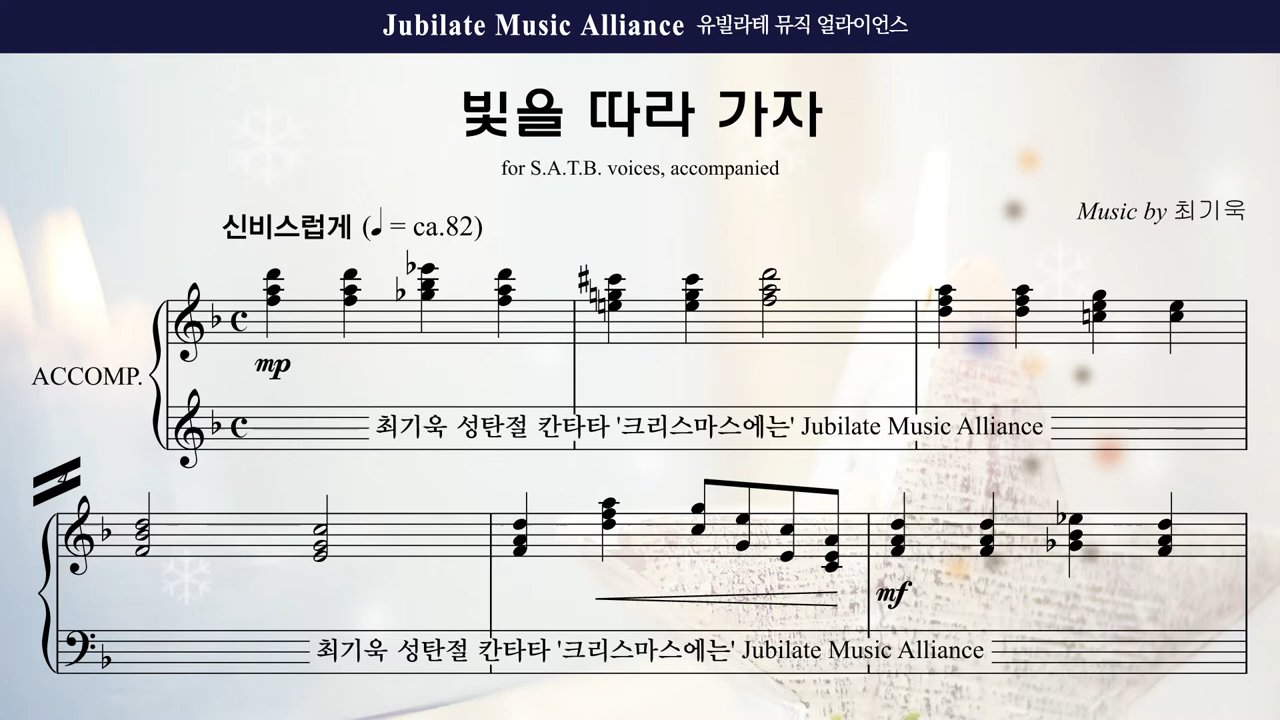 Jubilate Music Alliance 유빌라테 뮤직 얼라이언스
빛을 따라 가자
for S.A.T.B. voices, accompanied
Music by 최기욱
신비스럽게 (♩ = ca.82)
mp
ACCOMP.
최기욱 성탄절 칸타타 '크리스마스에는' Jubilate Music Alliance
mf
최기욱 성탄절 칸타타 '크리스마스에는' Jubilate Music Alliance